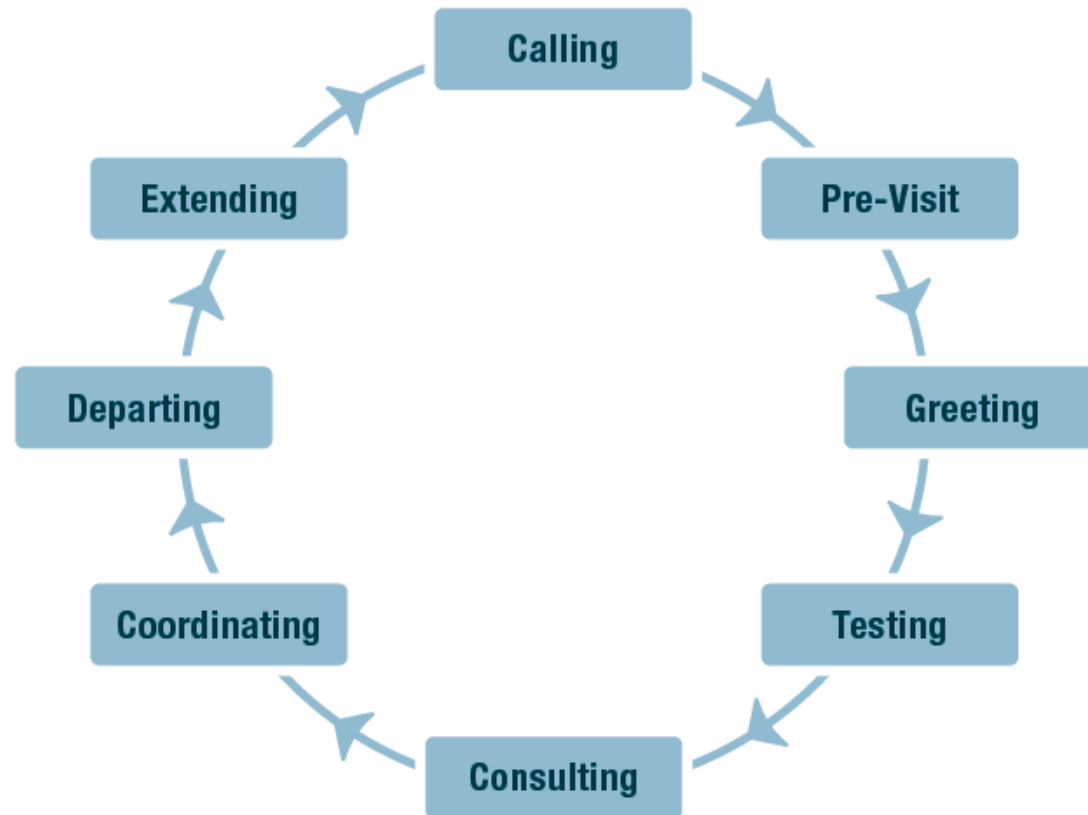 Calling
Pre-Visit
Greeting
Testing
Consulting
Coordinating
Departing
Extending